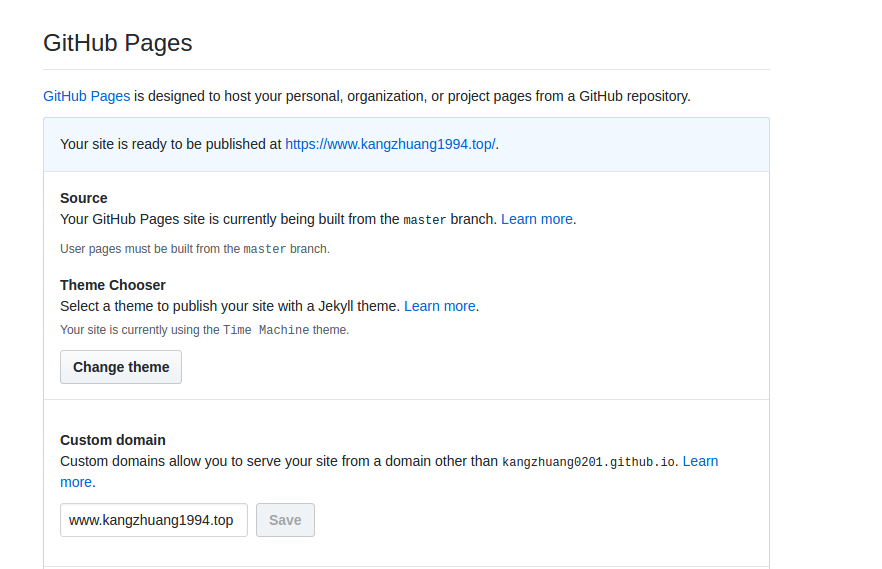 GitHub Pages
GitHub Pages is designed to host your personal, organization, or project pages from a GitHub repository.
Your site is ready to be published at https://www.kangzhuang1994.top/.
Source
Your GitHub Pages site is currently being built from the master branch. Learn more.
User pages must be built from the master branch.
Theme Chooser
Select a theme to publish your site with a Jekyll theme. Learn more.
Your site is currently using the Time Machine theme.
Change theme
Custom domain
Custom domains allow you to serve your site from a domain other than kangzhuang0201.github.io. Learn
more.
www.kangzhuang1994.top Save